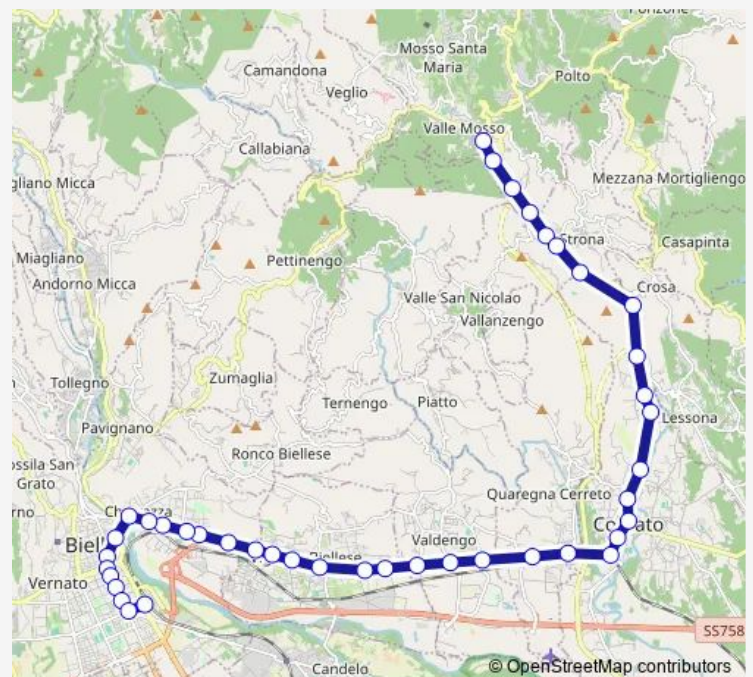 Ponzone
Mosso Santa
Maria
Camandona
Polto
Veglio
Valle Mosso
Callabiana
gliano Micca
Mezzana Mortigliengo
Strona
Casapinta
Miagliano
Pettinengo
Andorno Micca
Crosa
Valle San Nicolao
Vallanzengo
Zumaglia
Tollegno
Ternengo
Piatto
Lessona
Pavignano
Ronco Biellese
ossila San
Grato
Quaregna Cerreto
rno
Valdengo
Biellese
Vernato
SS758
Candelo
© OpenStreetMap contributors